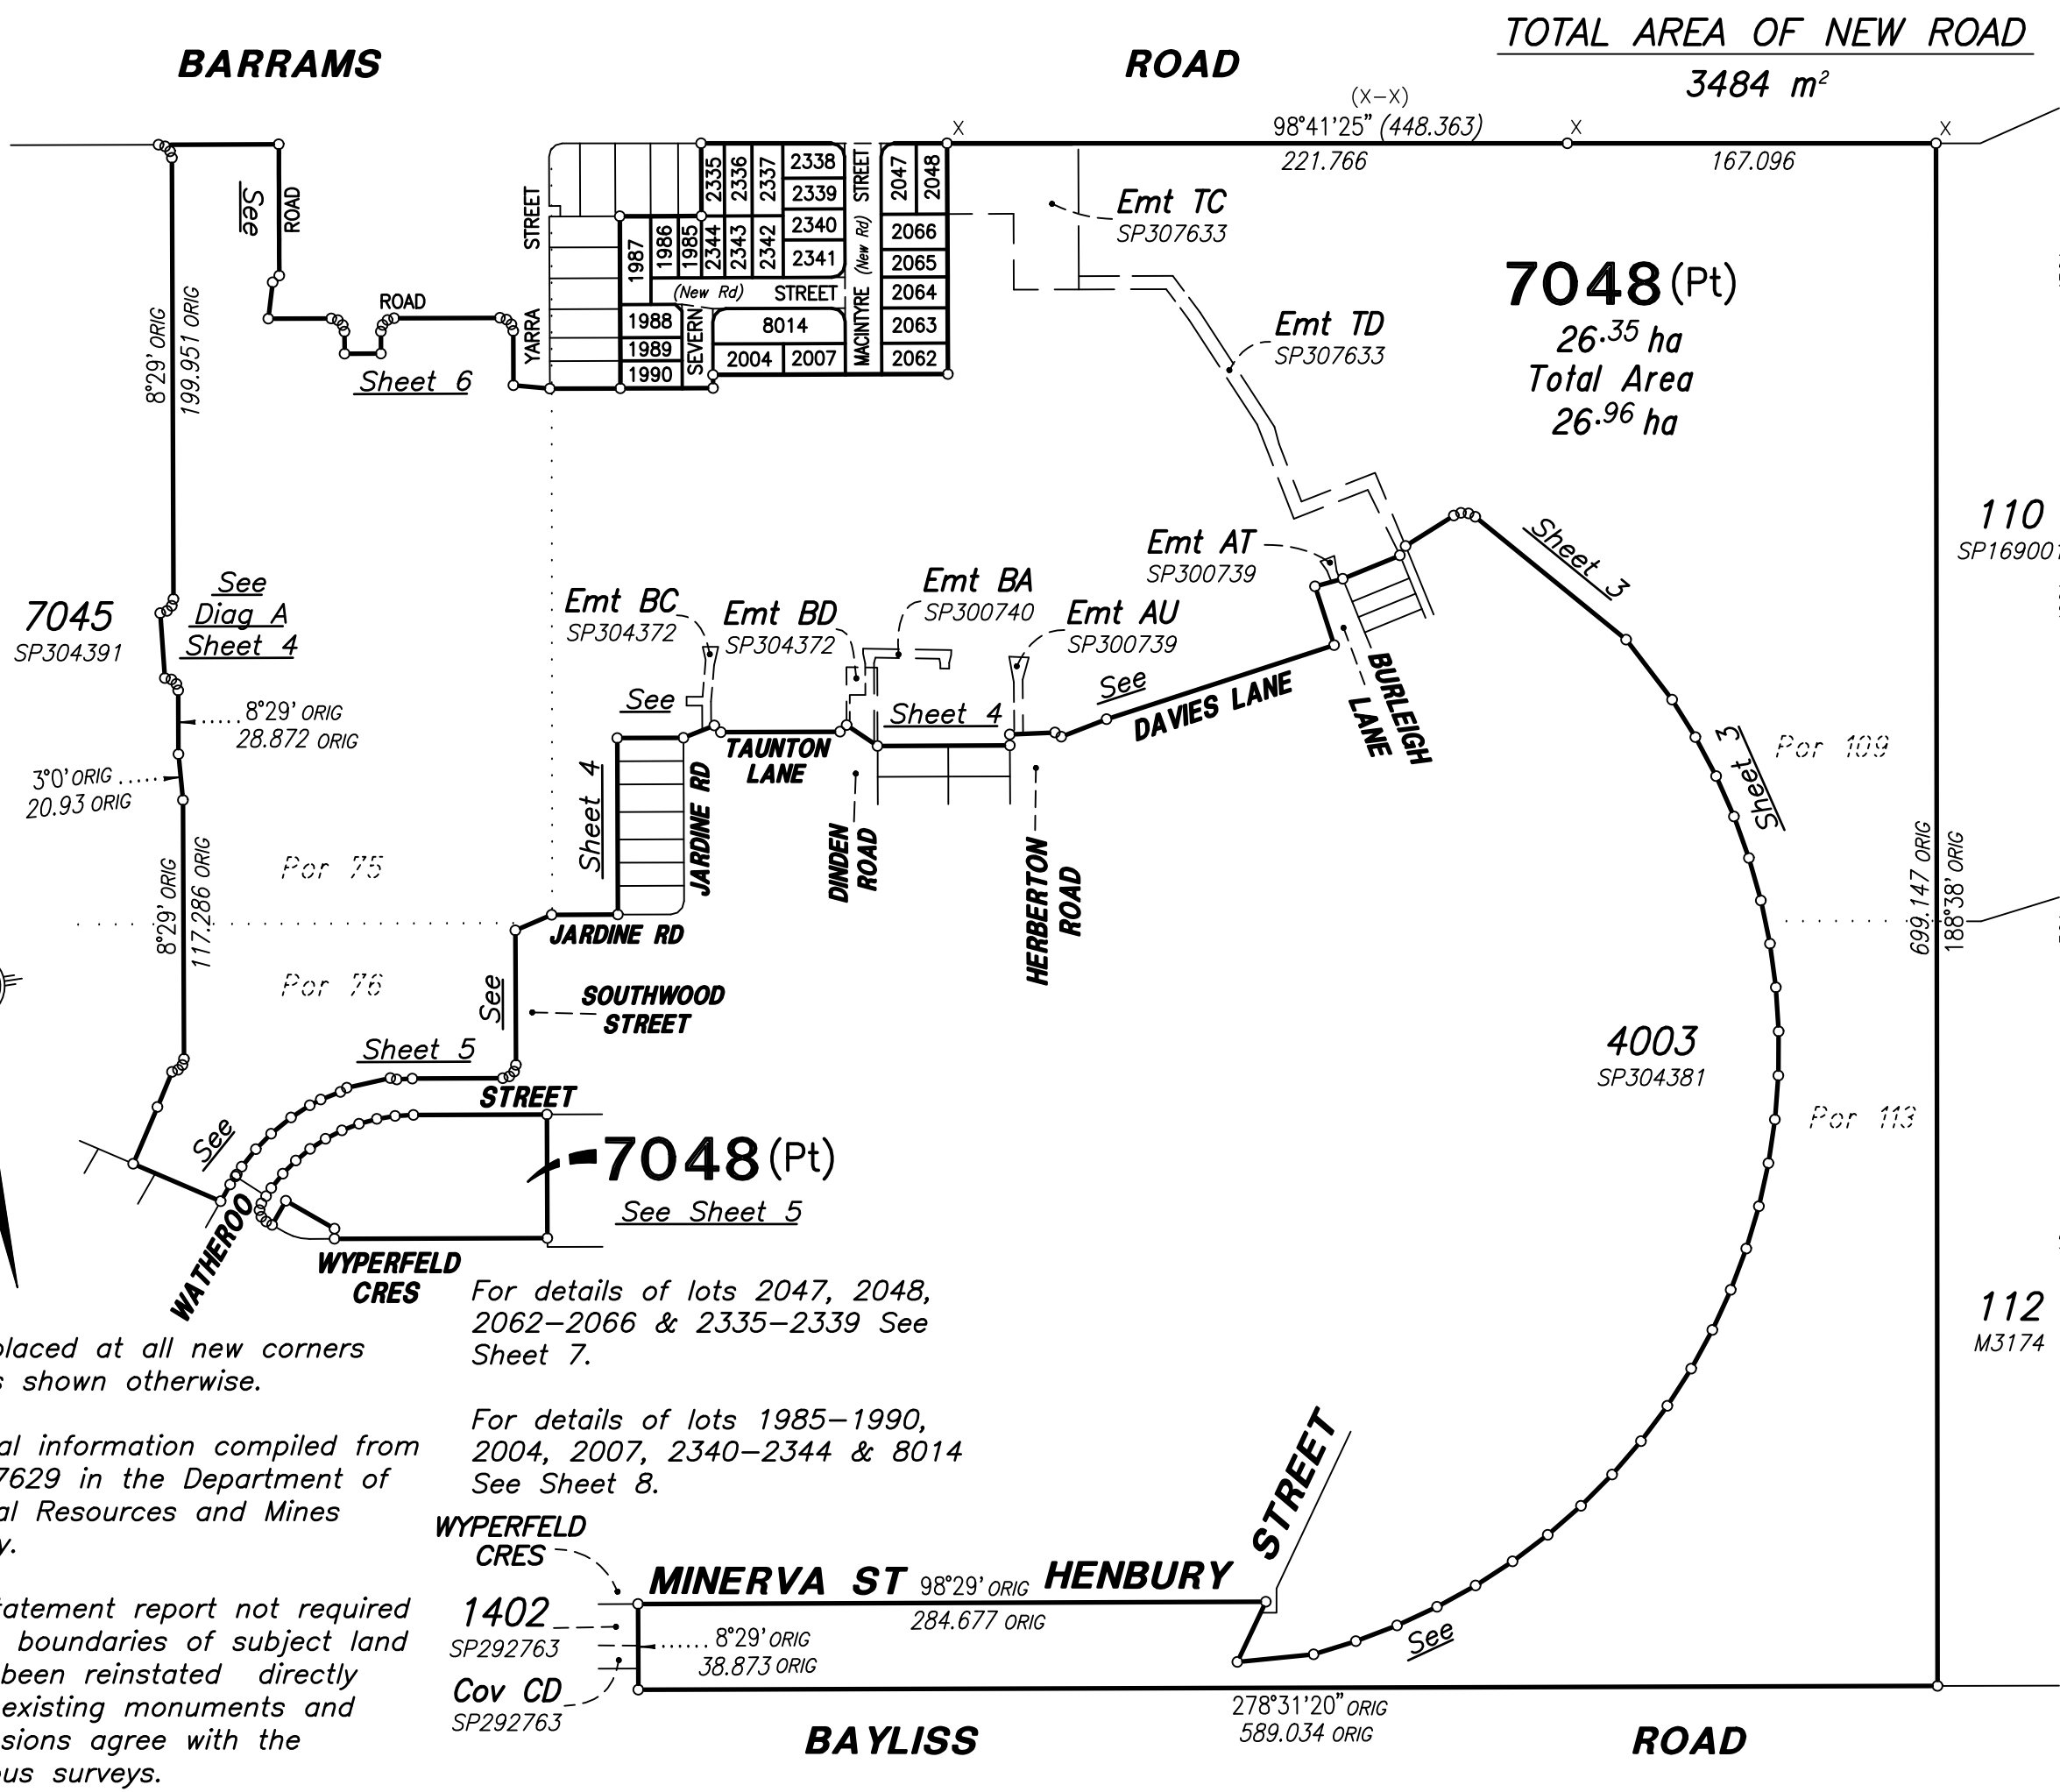 BARRAMS ROAD
TOTAL AREA OF NEW ROAD
3484 m²
(X-X)
98°41'25" (448.363)
X X X
221.766
167.096
See
ROAD
ROAD
Sheet 6
8°29' ORIG
199.951 ORIG
YARRA STREET
2335
2336
2337
2338
2339
2340
2341
2344
2343
2342
1987
1986
1985
(New Rd) STREET
SEVERN
1988
1989
1990
8014
2004
2007
MACINTYRE (New Rd) STREET
2047
2048
2066
2065
2064
2063
2062
Emt TC
SP307633
Emt TD
SP307633
7048 (Pt)
26.35 ha
Total Area
26.96 ha
110
SP169001
7045
SP304391
See
Diag A
Sheet 4
Emt BC
SP304372
Emt BD
SP304372
Emt BA
SP300740
Emt AU
SP300739
Emt AT
SP300739
Sheet 3
See
Sheet 4
See
DAVIES LANE
BURLEIGH
LANE
Sheet 3
Por 109
8°29' ORIG
28.872 ORIG
3°0' ORIG
20.93 ORIG
TAUNTON
LANE
Sheet 4
JARDINE RD
DINDEN
ROAD
HERBERTON
ROAD
8°29' ORIG
117.286 ORIG
Por 75
JARDINE RD
699.147 ORIG
188°38' ORIG
Por 76
See
SOUTHWOOD
STREET
4003
SP304381
Sheet 5
STREET
See
Por 113
7048 (Pt)
See Sheet 5
WATHEROO
WYPERFELD
CRES
112
M3174
For details of lots 2047, 2048,
2062-2066 & 2335-2339 See
Sheet 7.
placed at all new corners
s shown otherwise.
For details of lots 1985-1990,
2004, 2007, 2340-2344 & 8014
See Sheet 8.
al information compiled from
7629 in the Department of
al Resources and Mines
y.
STREET
WYPERFELD
CRES
MINERVA ST 98°29' ORIG HENBURY
284.677 ORIG
1402
SP292763
8°29' ORIG
38.873 ORIG
See
Cov CD
SP292763
tatement report not required
boundaries of subject land
been reinstated directly
existing monuments and
sions agree with the
ous surveys.
278°31'20" ORIG
589.034 ORIG
BAYLISS ROAD